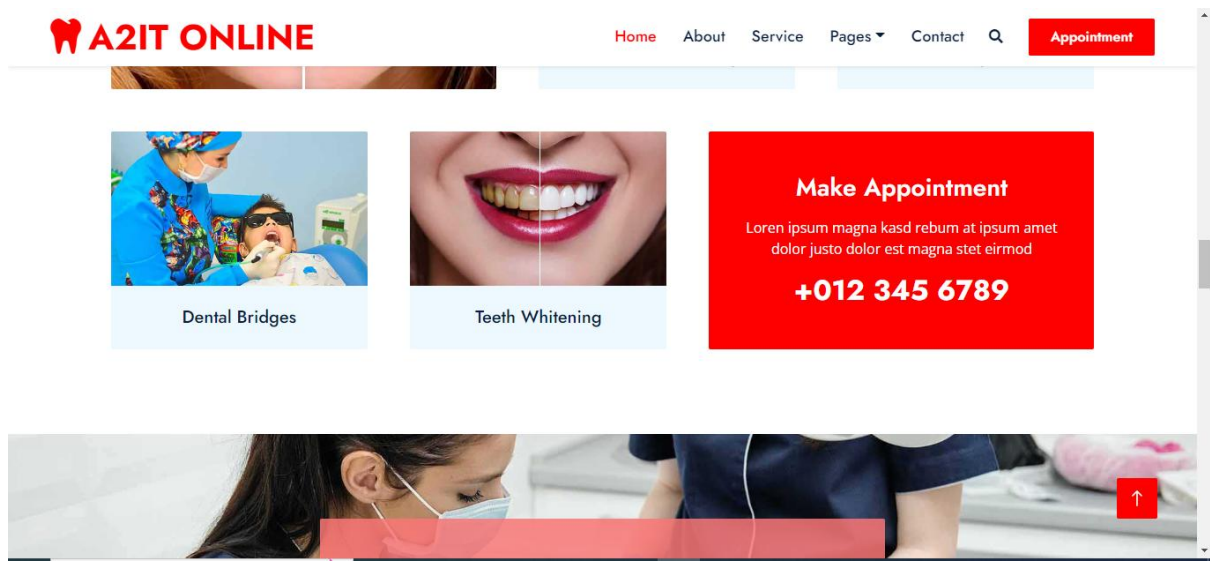 A2IT ONLINE
Home About Service Pages Contact Appointment
Make Appointment
Loren ipsum magna kasd rebum at ipsum amet
dolor justo dolor est magna stet eirmod
+012 345 6789
Dental Bridges
Teeth Whitening